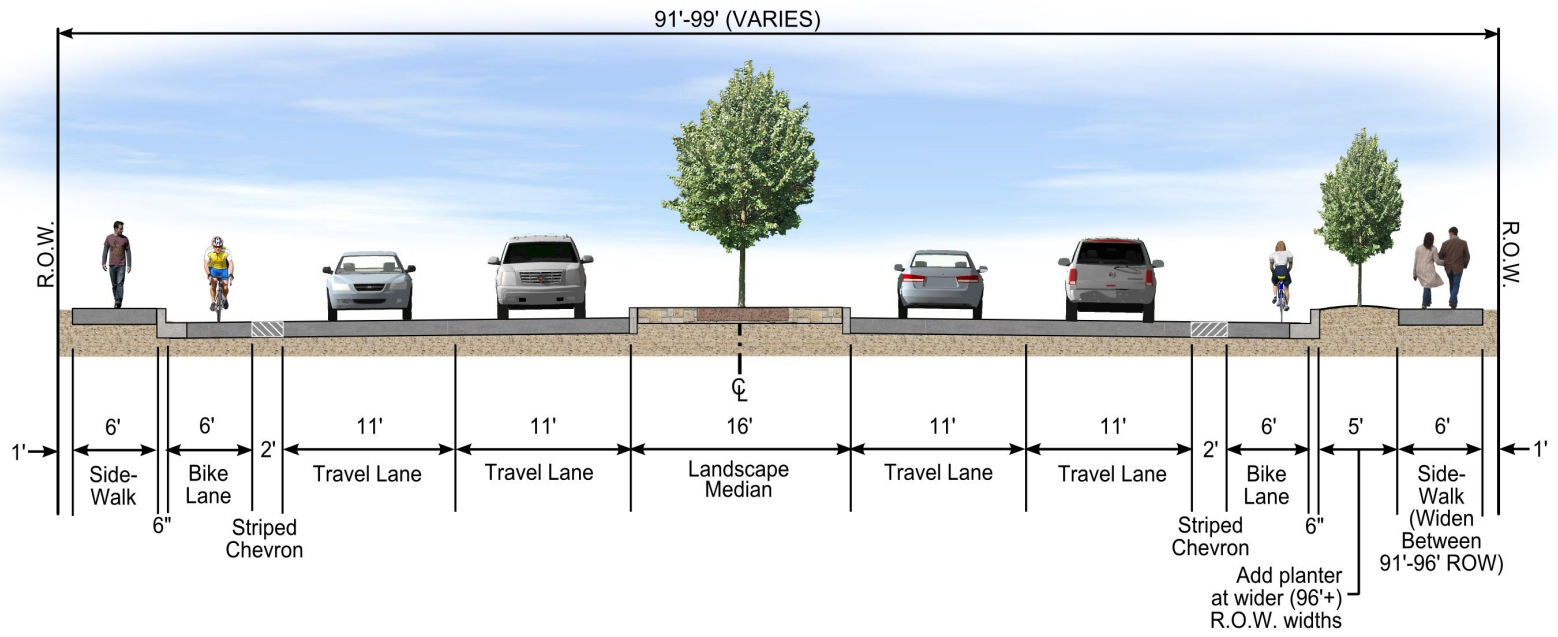 91'-99' (VARIES)
R.O.W.
R.O.W.
℄
1'
6'
6'
2'
11'
11'
16'
11'
11'
2'
6'
5'
6'
1'
Side-
Walk
6"
Bike
Lane
Striped
Chevron
Travel Lane
Travel Lane
Landscape
Median
Travel Lane
Travel Lane
Striped
Chevron
Bike
Lane
6"
Add planter
at wider (96'+)
R.O.W. widths
Side-
Walk
(Widen
Between
91'-96' ROW)